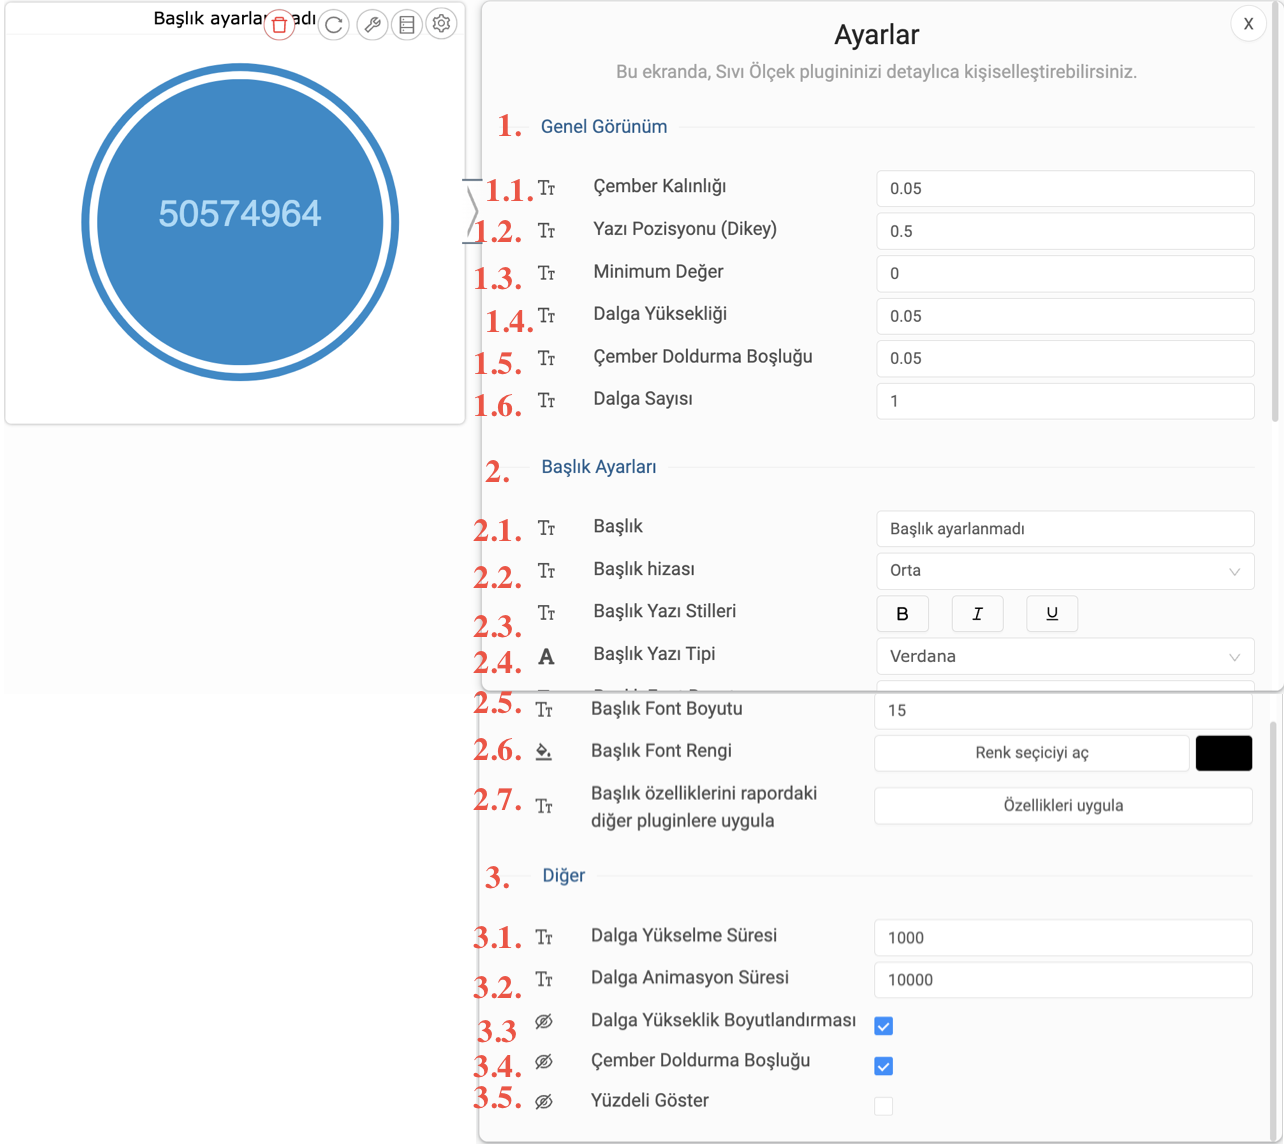 Başlık ayarlanmadı
50574964
Ayarlar
X
Bu ekranda, Sıvı Ölçek plugininizi detaylıca kişiselleştirebilirsiniz.
1. Genel Görünüm
1.1. Tт Çember Kalınlığı 0.05
1.2. Tт Yazı Pozisyonu (Dikey) 0.5
1.3. Tт Minimum Değer 0
1.4. Tт Dalga Yüksekliği 0.05
1.5. Tт Çember Doldurma Boşluğu 0.05
1.6. Tт Dalga Sayısı 1
2. Başlık Ayarları
2.1. Tт Başlık Başlık ayarlanmadı
2.2. Tт Başlık hizası Orta
2.3. Tт Başlık Yazı Stilleri B I U
2.4. A Başlık Yazı Tipi Verdana
2.5. Tт Başlık Font Boyutu 15
2.6. Başlık Font Rengi Renk seçiciyi aç
2.7. Tт Başlık özelliklerini rapordaki
diğer pluginlere uygula Özellikleri uygula
3. Diğer
3.1. Tт Dalga Yükselme Süresi 1000
3.2. Tт Dalga Animasyon Süresi 10000
3.3 Dalga Yükseklik Boyutlandırması
3.4. Çember Doldurma Boşluğu
3.5. Yüzdeli Göster